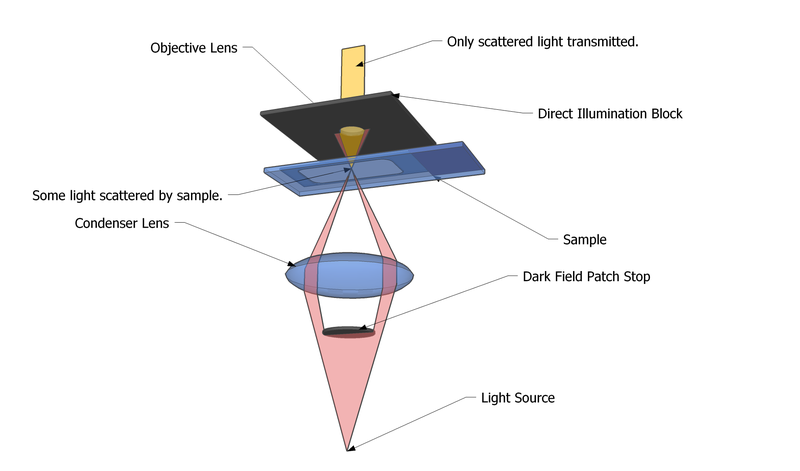 Objective Lens
Only scattered light transmitted.
Direct Illumination Block
Some light scattered by sample.
Condenser Lens
Sample
Dark Field Patch Stop
Light Source